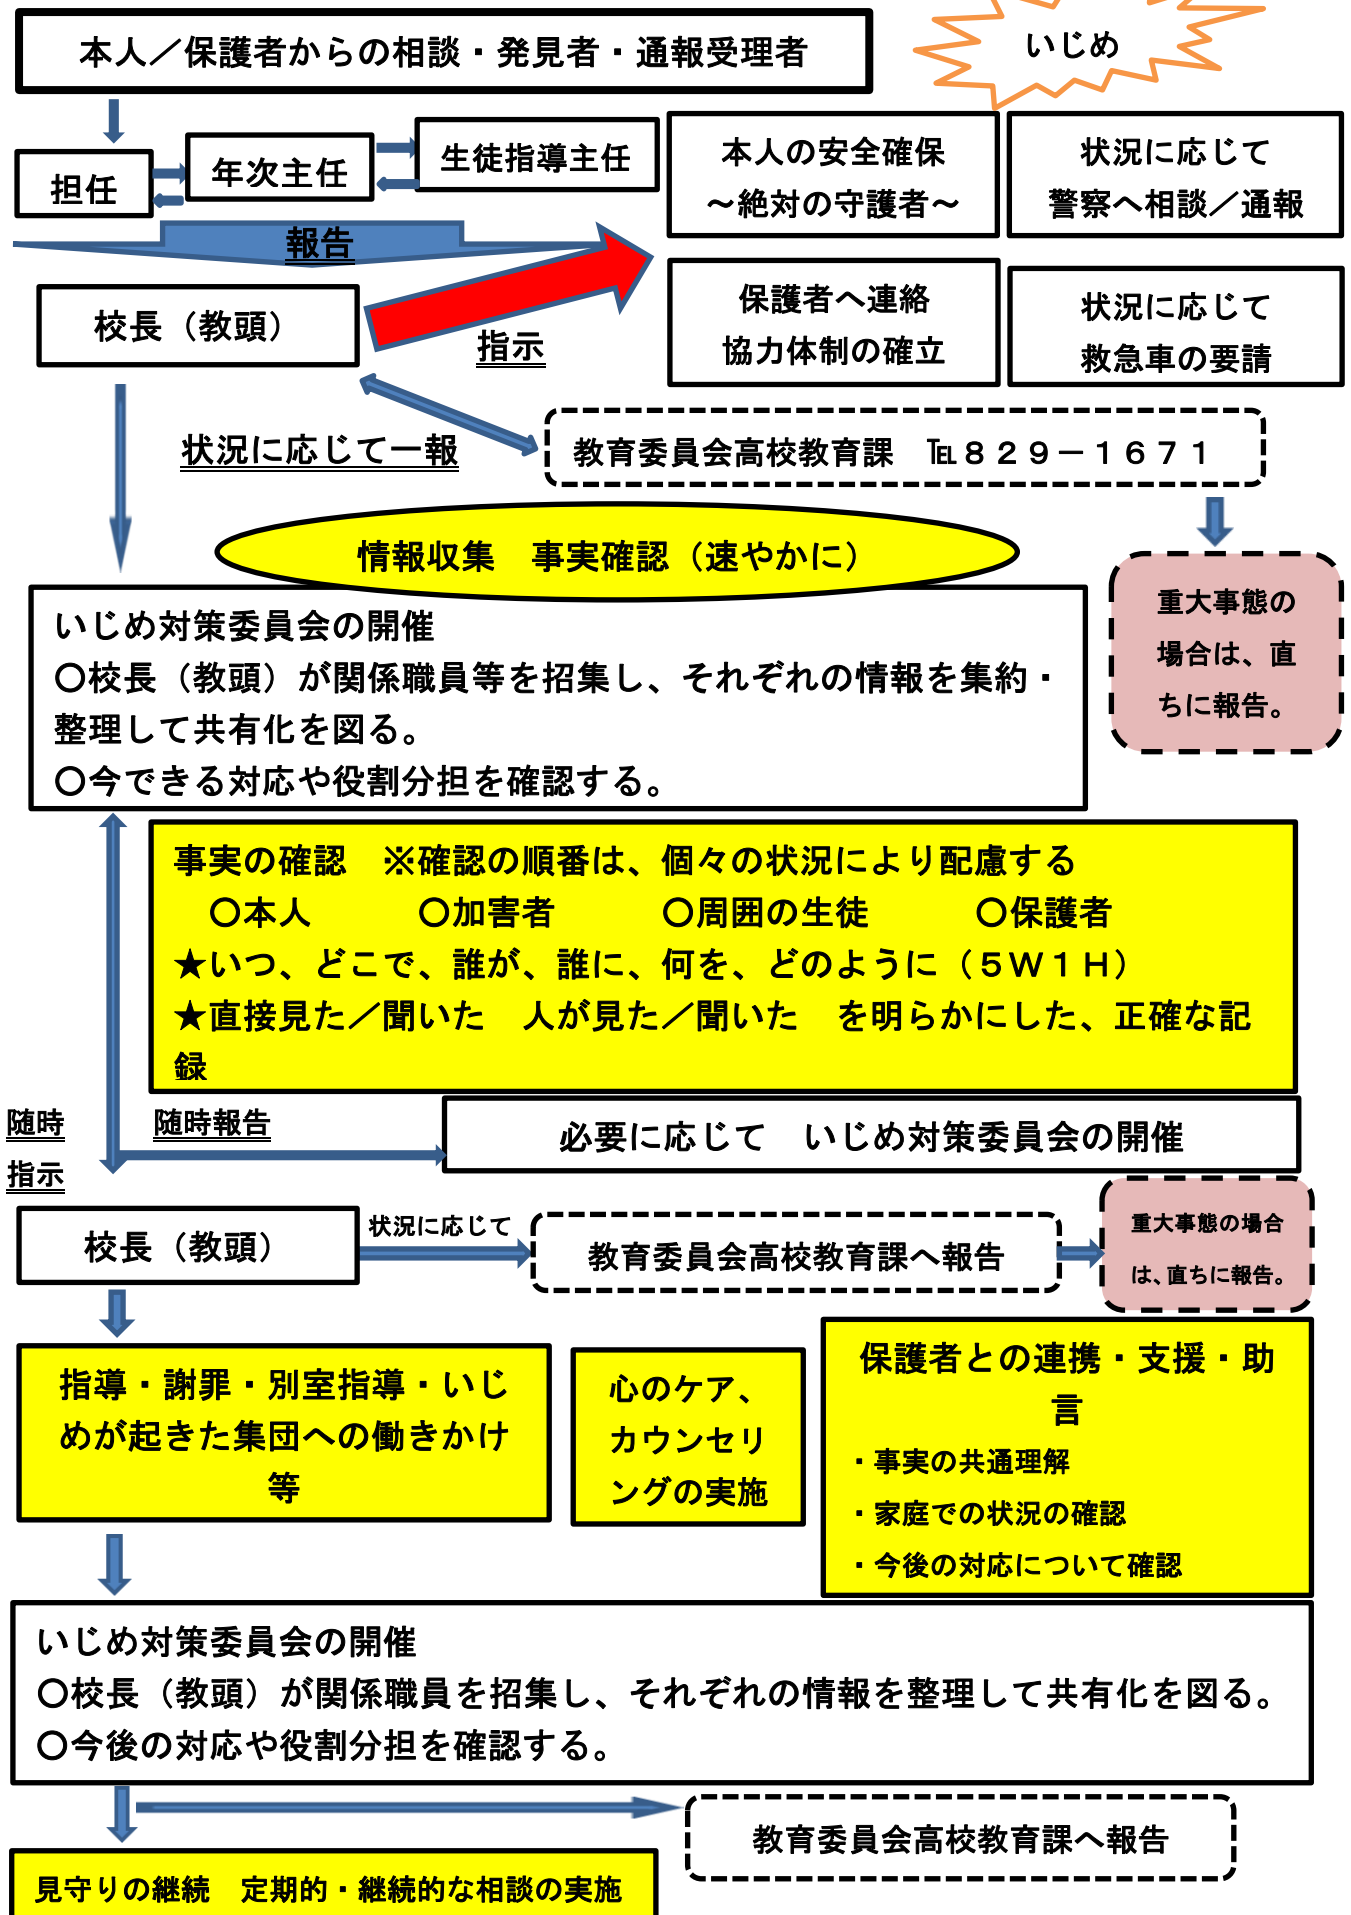 本人／保護者からの相談・発見者・通報受理者
いじめ
担任
年次主任
生徒指導主任
本人の安全確保
～絶対の守護者～
状況に応じて
警察へ相談／通報
報告
校長（教頭）
指示
保護者へ連絡
協力体制の確立
状況に応じて
救急車の要請
状況に応じて一報
教育委員会高校教育課　℡８２９－１６７１
情報収集　事実確認（速やかに）
重大事態の
場合は、直
ちに報告。
いじめ対策委員会の開催
○校長（教頭）が関係職員等を招集し、それぞれの情報を集約・
整理して共有化を図る。
○今できる対応や役割分担を確認する。
事実の確認　※確認の順番は、個々の状況により配慮する
○本人　　　○加害者　　　○周囲の生徒　　　○保護者
★いつ、どこで、誰が、誰に、何を、どのように（５Ｗ１Ｈ）
★直接見た／聞いた　人が見た／聞いた　を明らかにした、正確な記
録
随時
指示
随時報告
必要に応じて　いじめ対策委員会の開催
校長（教頭）
状況に応じて
教育委員会高校教育課へ報告
重大事態の場合
は、直ちに報告。
指導・謝罪・別室指導・いじ
めが起きた集団への働きかけ
等
心のケア、
カウンセリ
ングの実施
保護者との連携・支援・助
言
・事実の共通理解
・家庭での状況の確認
・今後の対応について確認
いじめ対策委員会の開催
○校長（教頭）が関係職員を招集し、それぞれの情報を整理して共有化を図る。
○今後の対応や役割分担を確認する。
教育委員会高校教育課へ報告
見守りの継続　定期的・継続的な相談の実施